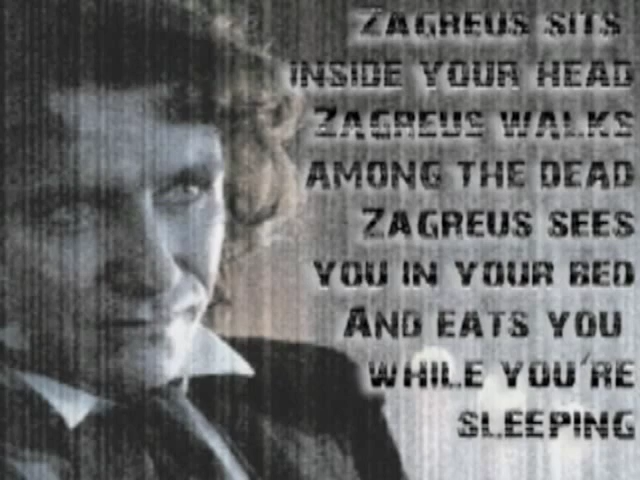 Zagreus sits
inside your head
Zagreus walks
among the dead
Zagreus sees
you in your bed
And eats you
while you're
sleeping